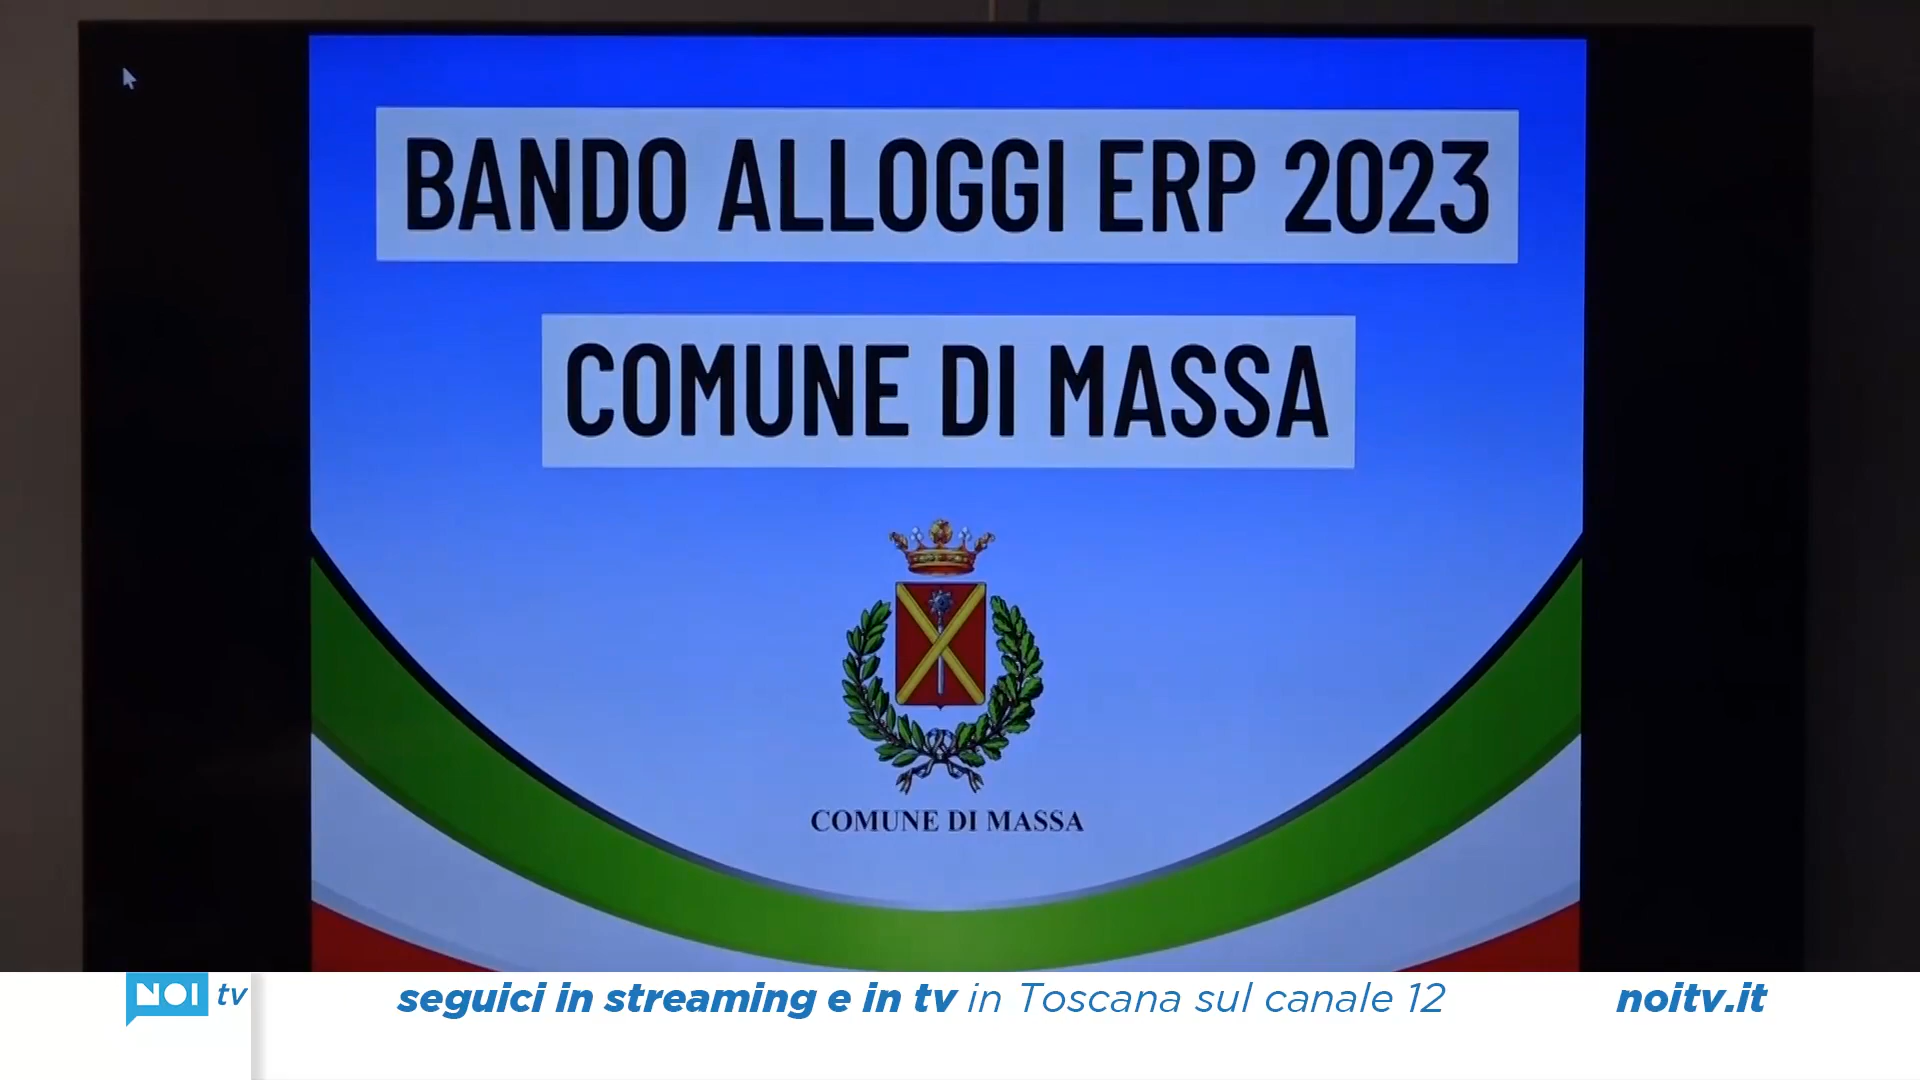 BANDO ALLOGGI ERP 2023
COMUNE DI MASSA
COMUNE DI MASSA
NOI tv
seguici in streaming e in tv in Toscana sul canale 12
noitv.it